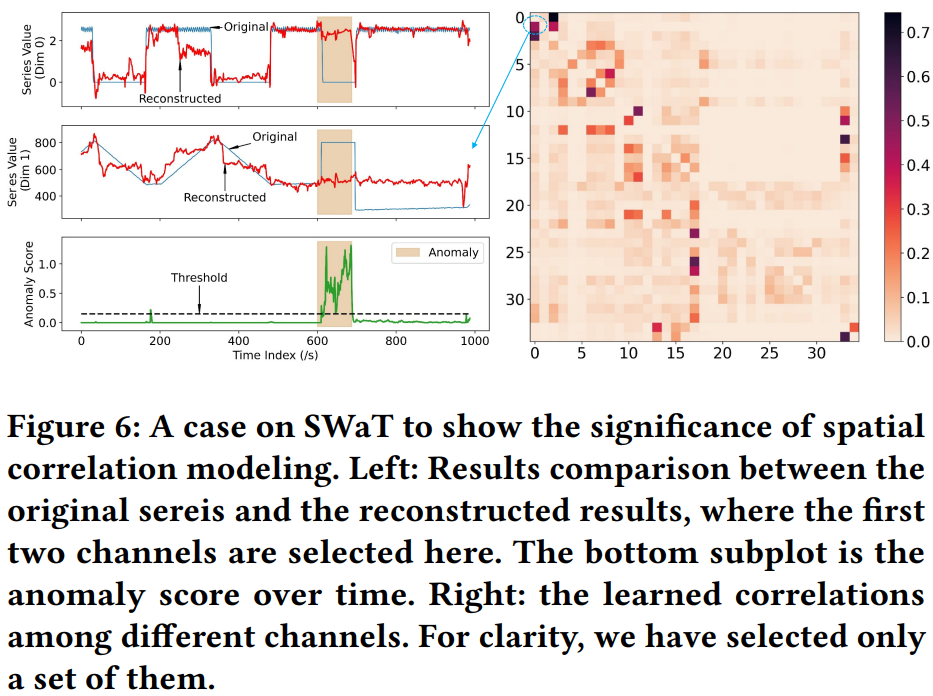 Series Value
(Dim 0)
2
0
Original
Reconstructed
Series Value
(Dim 1)
800
600
400
Original
Reconstructed
Anomaly Score
1.0
0.5
0.0
Threshold
Anomaly
0 200 400 600 800 1000
Time Index (/s)
0
5
10
15
20
25
30
0 5 10 15 20 25 30
0.7
0.6
0.5
0.4
0.3
0.2
0.1
0.0
Figure 6: A case on SWaT to show the significance of spatial
correlation modeling. Left: Results comparison between the
original sereis and the reconstructed results, where the first
two channels are selected here. The bottom subplot is the
anomaly score over time. Right: the learned correlations
among different channels. For clarity, we have selected only
a set of them.